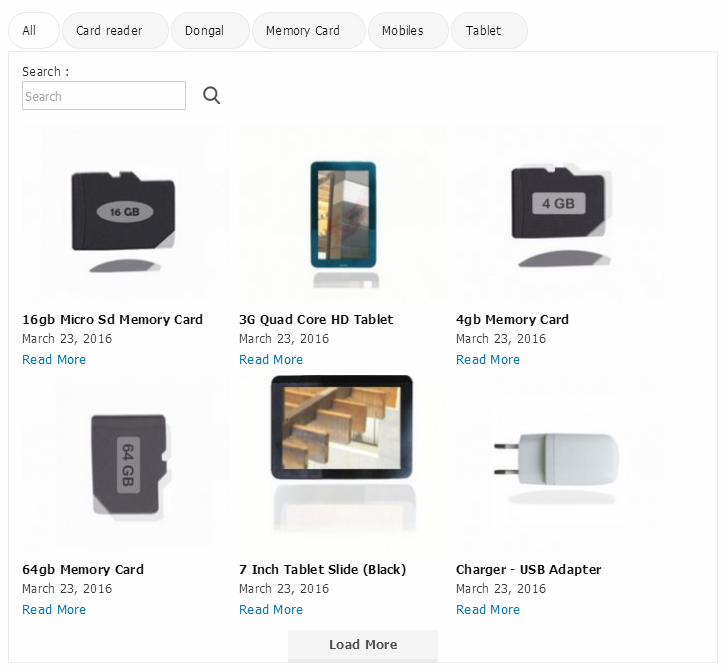 All Card reader Dongal Memory Card Mobiles Tablet
Search :
Search
16 GB
4 GB
16gb Micro Sd Memory Card 3G Quad Core HD Tablet 4gb Memory Card
March 23, 2016 March 23, 2016 March 23, 2016
Read More Read More Read More
64 GB
64gb Memory Card 7 Inch Tablet Slide (Black) Charger - USB Adapter
March 23, 2016 March 23, 2016 March 23, 2016
Read More Read More Read More
Load More